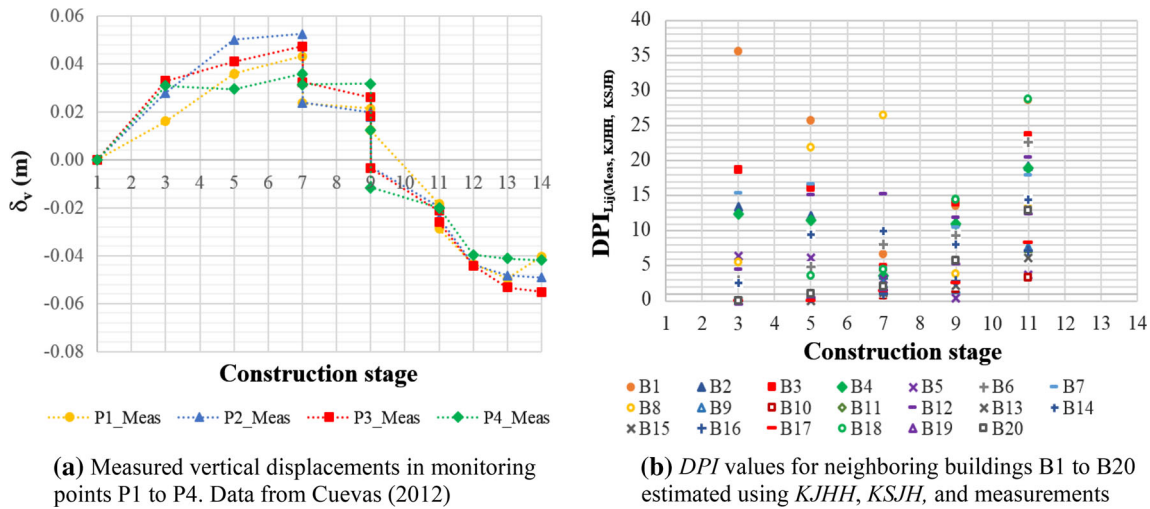 0.06
0.04
0.02
0.00
-0.02
-0.04
-0.06
-0.08
δv (m)
1 2 3 4 5 6 7 8 9 10 11 12 13 14
Construction stage
P1_Meas P2_Meas P3_Meas P4_Meas
(a) Measured vertical displacements in monitoring
points P1 to P4. Data from Cuevas (2012)
40
35
30
25
20
15
10
5
0
DPI Lij(Meas, KJHH, KSJH)
1 2 3 4 5 6 7 8 9 10 11 12 13 14
Construction stage
B1 B2 B3 B4 B5 B6 B7
B8 B9 B10 B11 B12 B13 B14
B15 B16 B17 B18 B19 B20
(b) DPI values for neighboring buildings B1 to B20
estimated using KJHH, KSJH, and measurements